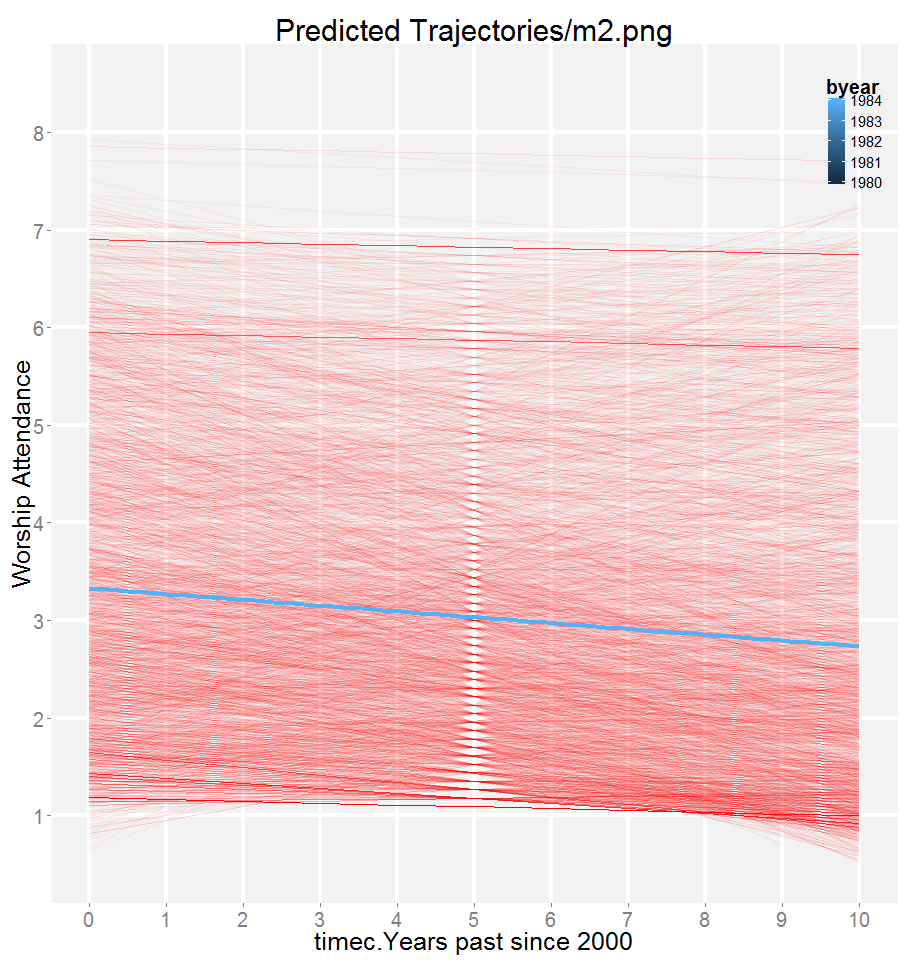 Predicted Trajectories/m2.png
byear
1984
1983
1982
1981
1980
Worship Attendance
8
7
6
5
4
3
2
1
0 1 2 3 4 5 6 7 8 9 10
timec.Years past since 2000